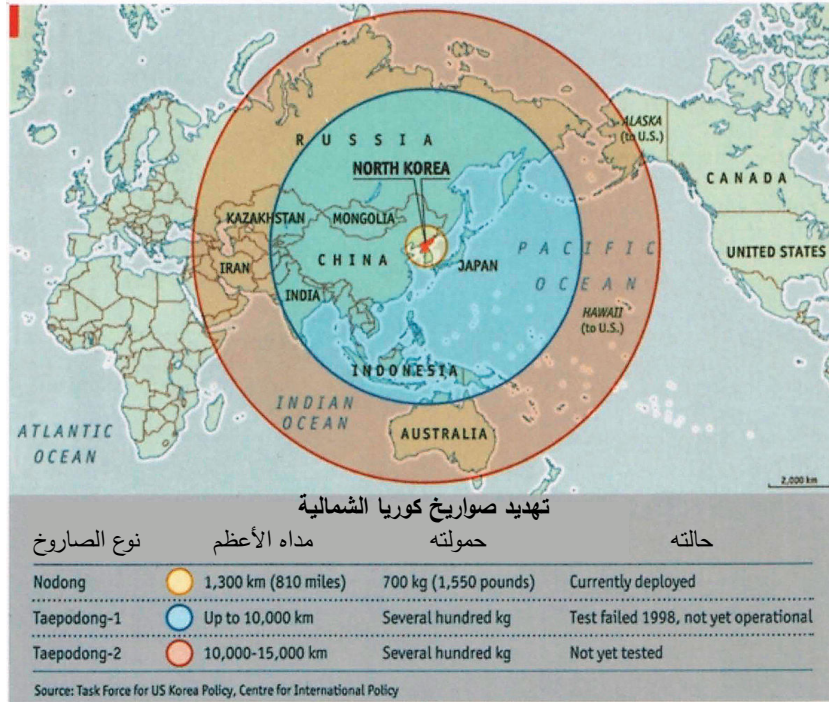 ALASKA
(to U.S.)
RUSSIA
NORTH KOREA
CANADA
KAZAKHSTAN
MONGOLIA
PACIFIC
OCEAN
UNITED STATES
CHINA
JAPAN
IRAN
INDIA
HAWAII
(to U.S.)
INDONESIA
INDIAN
OCEAN
ATLANTIC
OCEAN
AUSTRALIA
2,000 km
تهديد صواريخ كوريا الشمالية
نوع الصاروخ مداه الأعظم حمولته حالته
Nodong 1,300 km (810 miles) 700 kg (1,550 pounds) Currently deployed
Taepodong-1 Up to 10,000 km Several hundred kg Test failed 1998, not yet operational
Taepodong-2 10,000-15,000 km Several hundred kg Not yet tested
Source: Task Force for US Korea Policy, Centre for International Policy